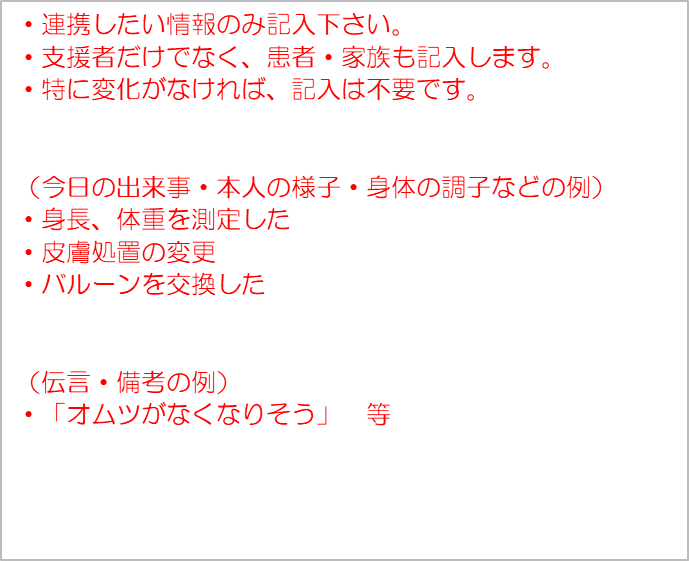 ・連携したい情報のみ記入下さい。
・支援者だけでなく、患者・家族も記入します。
・特に変化がなければ、記入は不要です。
（今日の出来事・本人の様子・身体の調子などの例）
・身長、体重を測定した
・皮膚処置の変更
・バルーンを交換した
（伝言・備考の例）
・「オムツがなくなりそう」　等